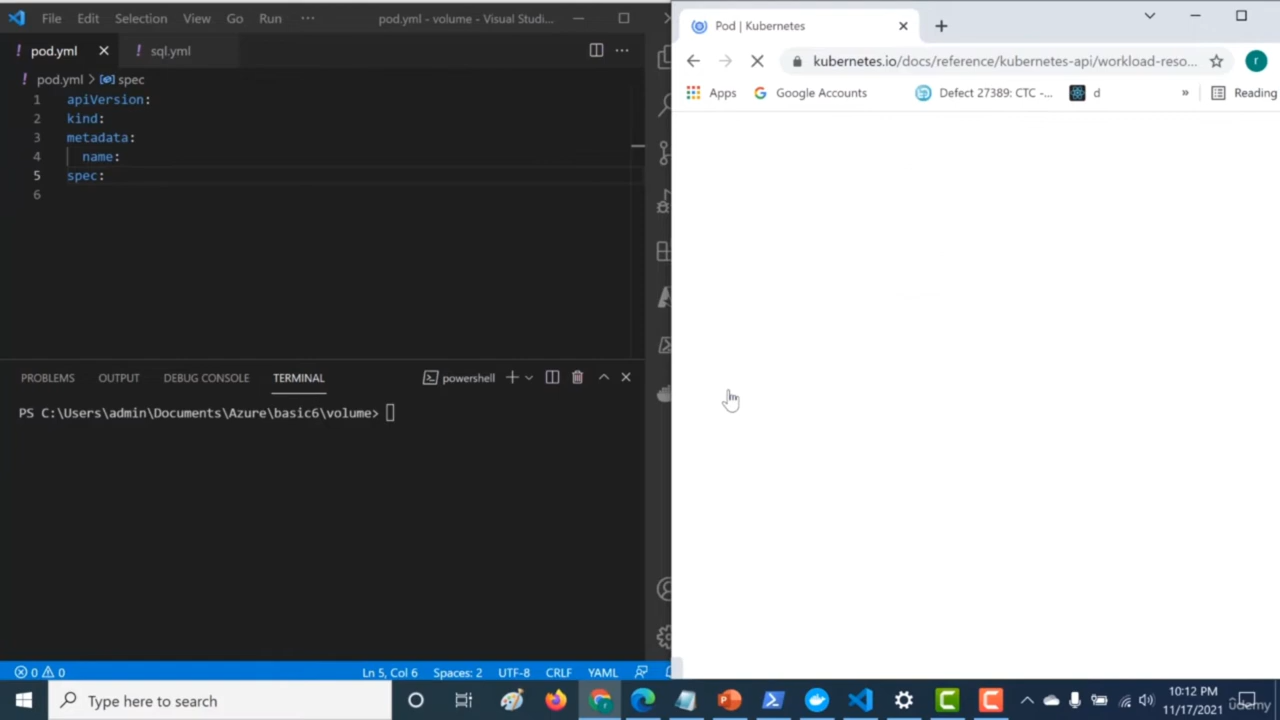 File Edit Selection View Go Run ··· pod.yml - volume - Visual Studi...
! pod.yml × ! sql.yml ···
! pod.yml > spec
1 apiVersion:
2 kind:
3 metadata:
4 name:
5 spec:
6
PROBLEMS OUTPUT DEBUG CONSOLE TERMINAL powershell
PS C:\Users\admin\Documents\Azure\basic6\volume>
0 0 Ln 5, Col 6 Spaces: 2 UTF-8 CRLF YAML
Pod | Kubernetes
kubernetes.io/docs/reference/kubernetes-api/workload-reso... r
Apps Google Accounts Defect 27389: CTC -... d » Reading
Type here to search
10:12 PM
11/17/2021
udemy